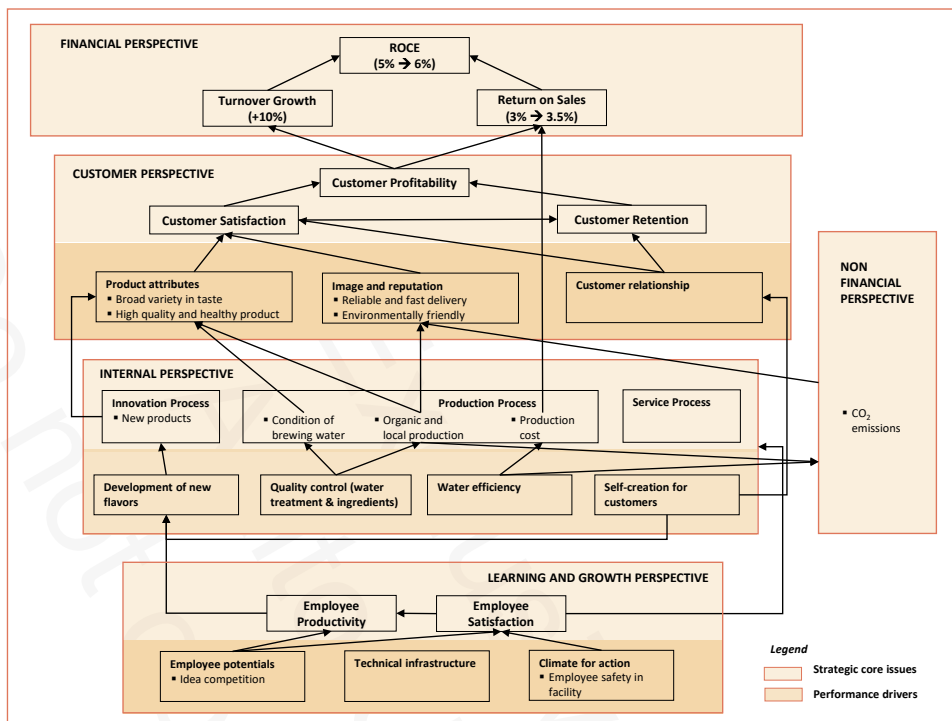 FINANCIAL PERSPECTIVE
ROCE
(5% → 6%)
Turnover Growth
(+10%)
Return on Sales
(3% → 3.5%)
CUSTOMER PERSPECTIVE
Customer Profitability
Customer Satisfaction
Customer Retention
Product attributes
▪ Broad variety in taste
▪ High quality and healthy product
Image and reputation
▪ Reliable and fast delivery
▪ Environmentally friendly
Customer relationship
NON
FINANCIAL
PERSPECTIVE
▪ CO₂
emissions
INTERNAL PERSPECTIVE
Innovation Process
▪ New products
Production Process
▪ Condition of
brewing water
▪ Organic and
local production
▪ Production
cost
Service Process
Development of new
flavors
Quality control (water
treatment & ingredients)
Water efficiency
Self-creation for
customers
LEARNING AND GROWTH PERSPECTIVE
Employee
Productivity
Employee
Satisfaction
Employee potentials
▪ Idea competition
Technical infrastructure
Climate for action
▪ Employee safety in
facility
Legend
Strategic core issues
Performance drivers